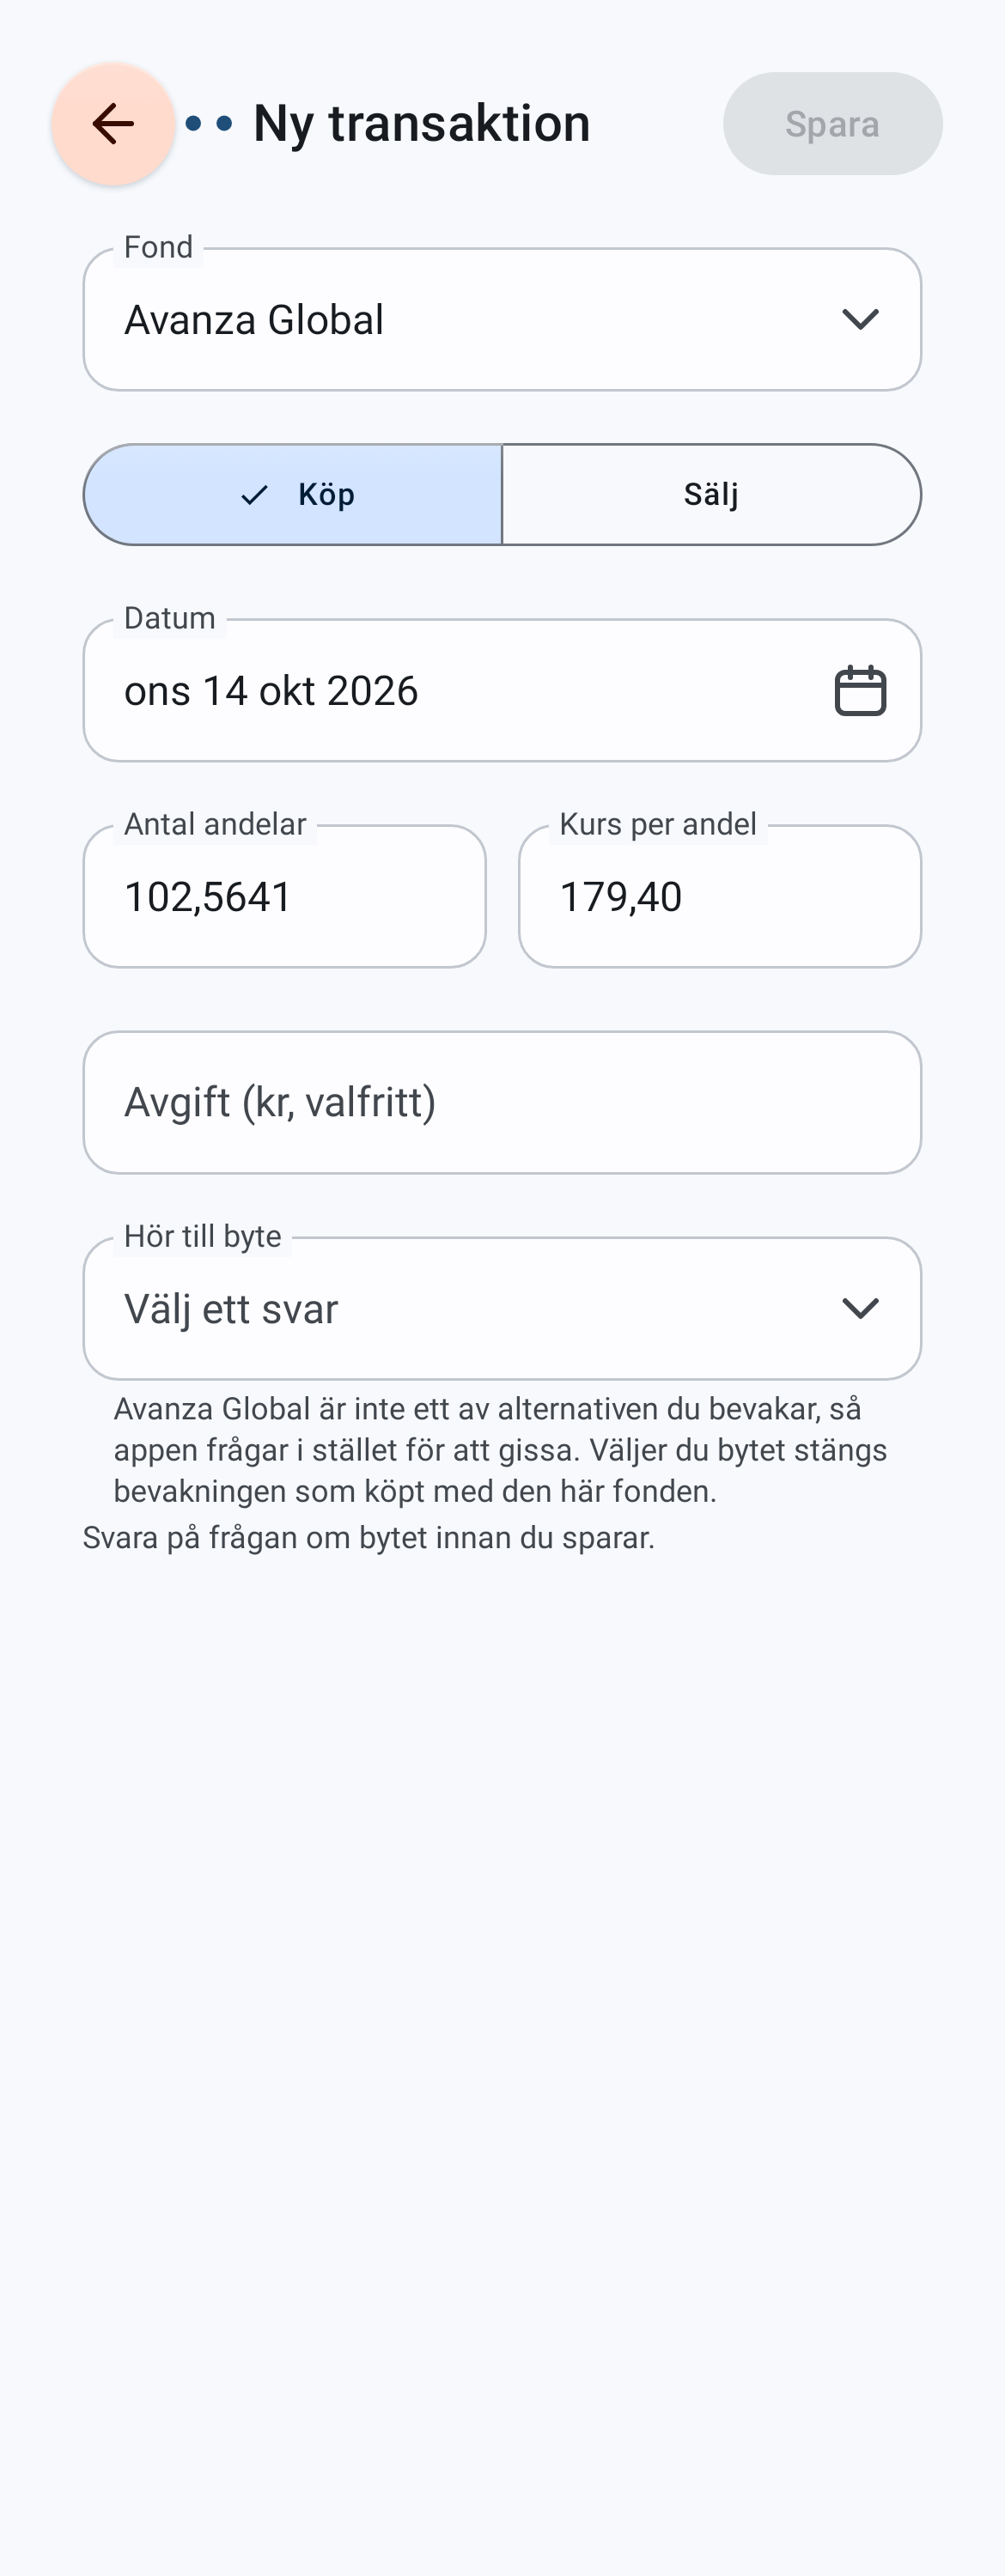 Ny transaktion
Spara
Fond
Avanza Global
Köp
Sälj
Datum
ons 14 okt 2026
Antal andelar
102,5641
Kurs per andel
179,40
Avgift (kr, valfritt)
Hör till byte
Välj ett svar
Avanza Global är inte ett av alternativen du bevakar, så
appen frågar i stället för att gissa. Väljer du bytet stängs
bevakningen som köpt med den här fonden.
Svara på frågan om bytet innan du sparar.